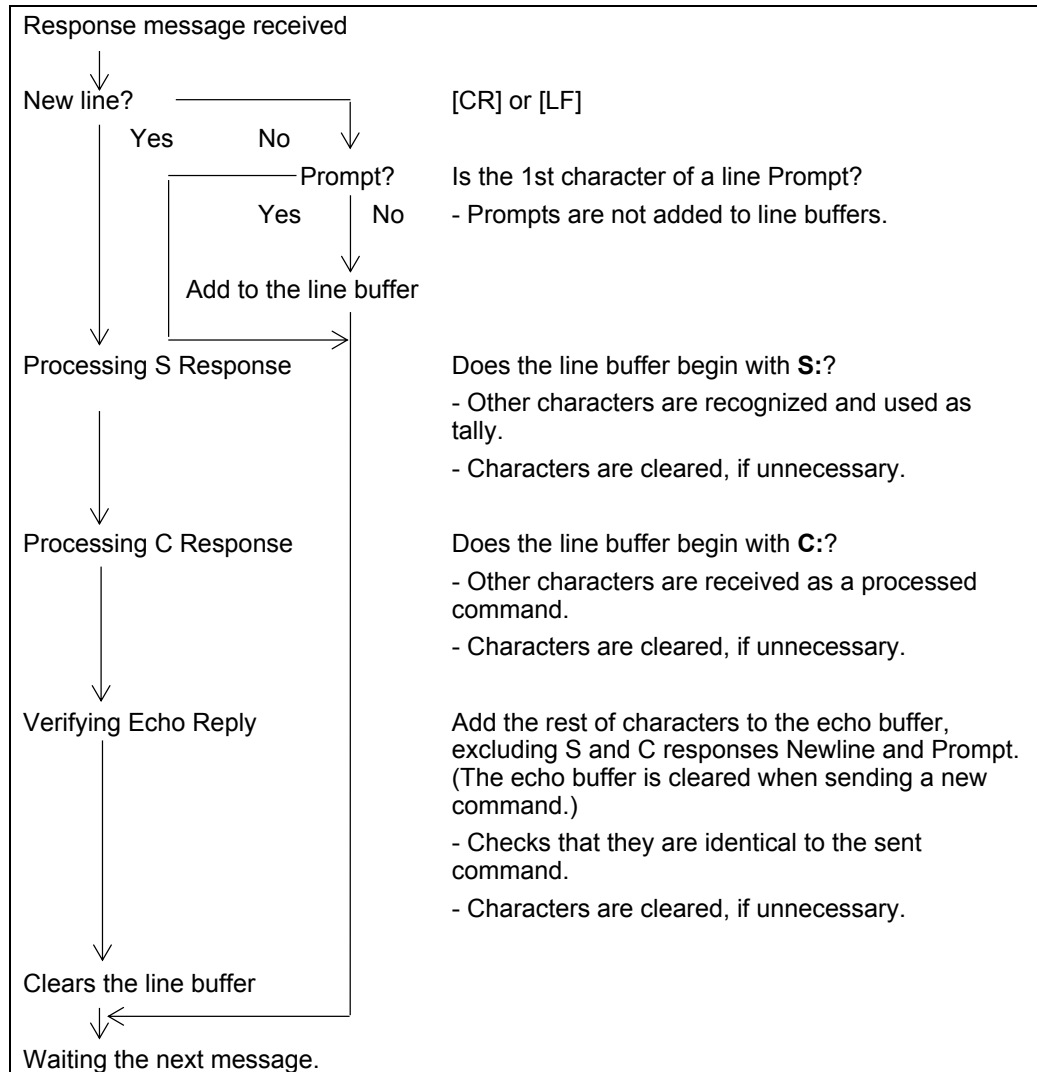 Response message received
New line? [CR] or [LF]
Yes No
Prompt? Is the 1st character of a line Prompt?
Yes No - Prompts are not added to line buffers.
Add to the line buffer
Processing S Response Does the line buffer begin with S:?
- Other characters are recognized and used as
tally.
- Characters are cleared, if unnecessary.
Processing C Response Does the line buffer begin with C:?
- Other characters are received as a processed
command.
- Characters are cleared, if unnecessary.
Verifying Echo Reply Add the rest of characters to the echo buffer,
excluding S and C responses Newline and Prompt.
(The echo buffer is cleared when sending a new
command.)
- Checks that they are identical to the sent
command.
- Characters are cleared, if unnecessary.
Clears the line buffer
Waiting the next message.